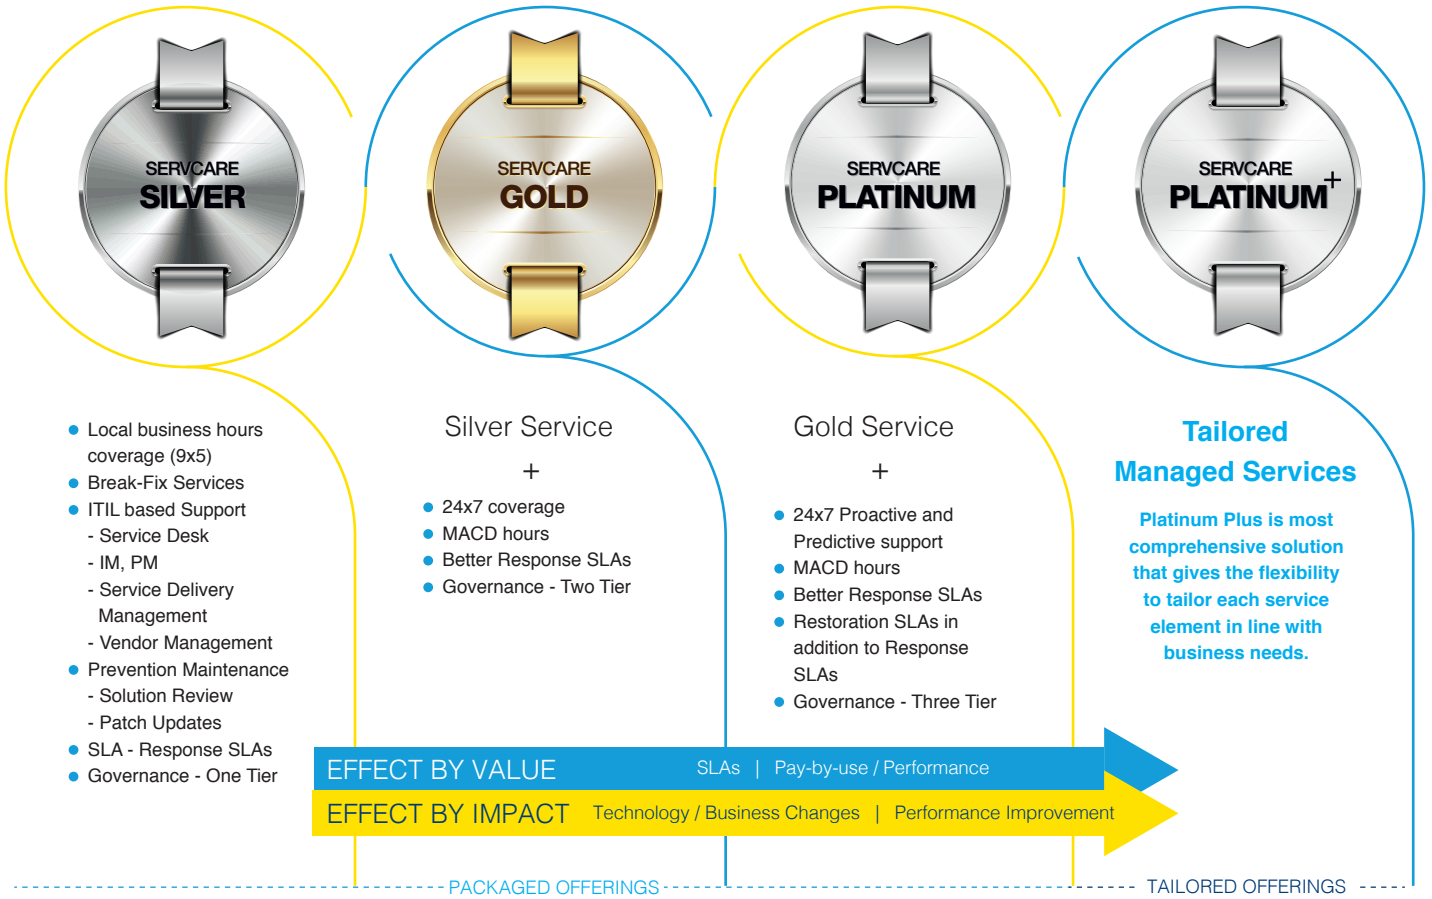 SERVCARE
SILVER
SERVCARE
GOLD
SERVCARE
PLATINUM
SERVCARE
PLATINUM+
● Local business hours
coverage (9x5)
● Break-Fix Services
● ITIL based Support
- Service Desk
- IM, PM
- Service Delivery
Management
- Vendor Management
● Prevention Maintenance
- Solution Review
- Patch Updates
● SLA - Response SLAs
● Governance - One Tier
Silver Service
+
● 24x7 coverage
● MACD hours
● Better Response SLAs
● Governance - Two Tier
Gold Service
+
● 24x7 Proactive and
Predictive support
● MACD hours
● Better Response SLAs
● Restoration SLAs in
addition to Response
SLAs
● Governance - Three Tier
Tailored
Managed Services
Platinum Plus is most
comprehensive solution
that gives the flexibility
to tailor each service
element in line with
business needs.
EFFECT BY VALUE SLAs | Pay-by-use / Performance
EFFECT BY IMPACT Technology / Business Changes | Performance Improvement
PACKAGED OFFERINGS
TAILORED OFFERINGS